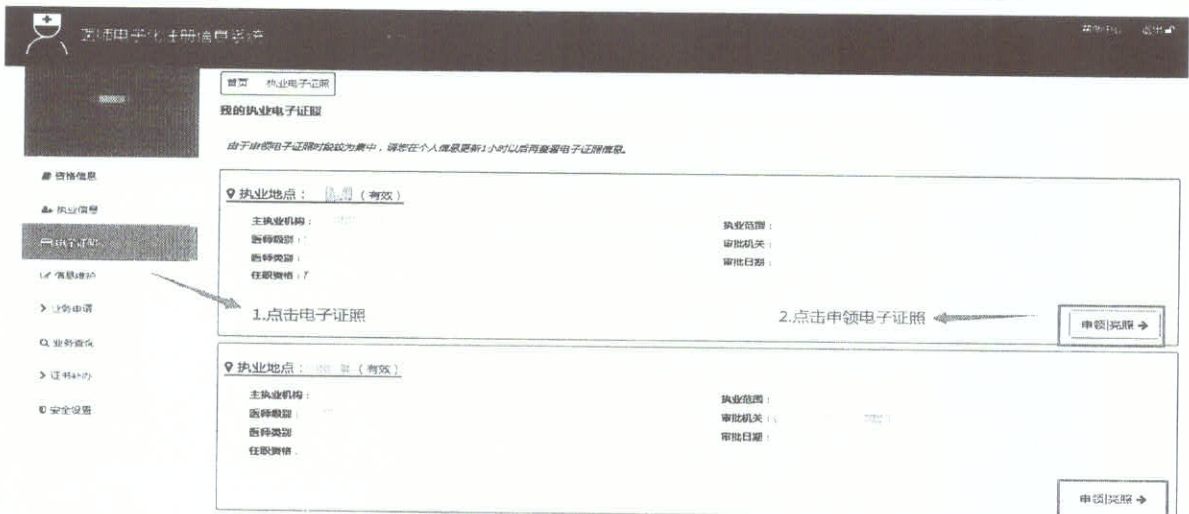 医师电子化注册信息系统
帮助中心 退出
首页 执业电子证照
我的执业电子证照
由于申领电子证照时段较为集中，请您在个人信息更新1小时以后再查看电子证照信息。
资格信息
执业信息
电子证照
信息维护
业务申请
业务查询
证书补办
安全设置
执业地点： （有效）
主执业机构：
医师级别：
医师类别：
任职资格：
执业范围：
审批机关：
审批日期：
1.点击电子证照
2.点击申领电子证照
申领|亮照
执业地点： （有效）
主执业机构：
医师级别
医师类别
任职资格
执业范围：
审批机关
审批日期：
申领|亮照